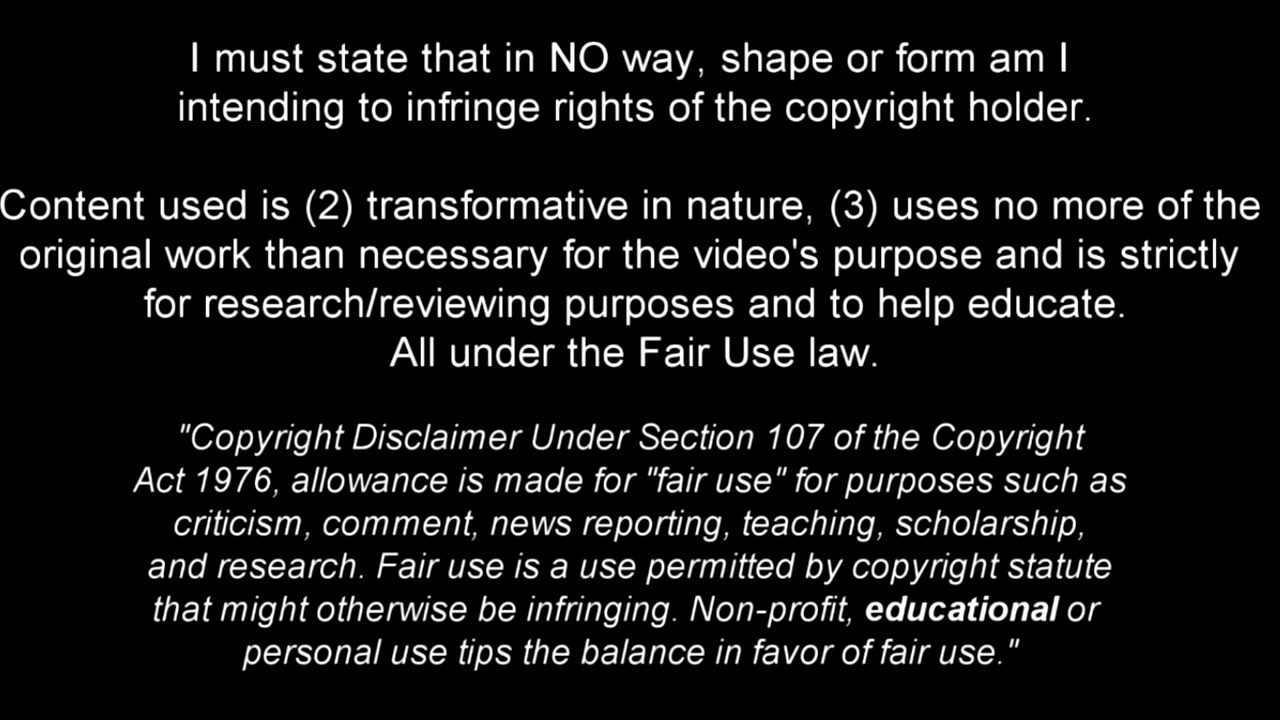 I must state that in NO way, shape or form am I
intending to infringe rights of the copyright holder.
Content used is (2) transformative in nature, (3) uses no more of the
original work than necessary for the video's purpose and is strictly
for research/reviewing purposes and to help educate.
All under the Fair Use law.
"Copyright Disclaimer Under Section 107 of the Copyright
Act 1976, allowance is made for "fair use" for purposes such as
criticism, comment, news reporting, teaching, scholarship,
and research. Fair use is a use permitted by copyright statute
that might otherwise be infringing. Non-profit, educational or
personal use tips the balance in favor of fair use."